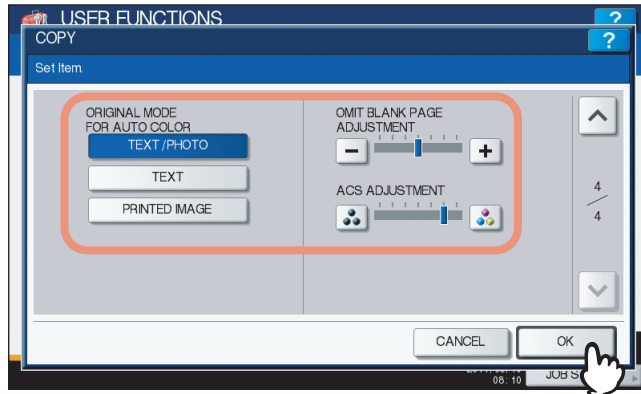 USER FUNCTIONS
?
COPY
?
Set Item.
ORIGINAL MODE
FOR AUTO COLOR
TEXT/PHOTO
TEXT
PRINTED IMAGE
OMIT BLANK PAGE
ADJUSTMENT
-
+
ACS ADJUSTMENT
4
4
CANCEL
OK
08:10
JOB S